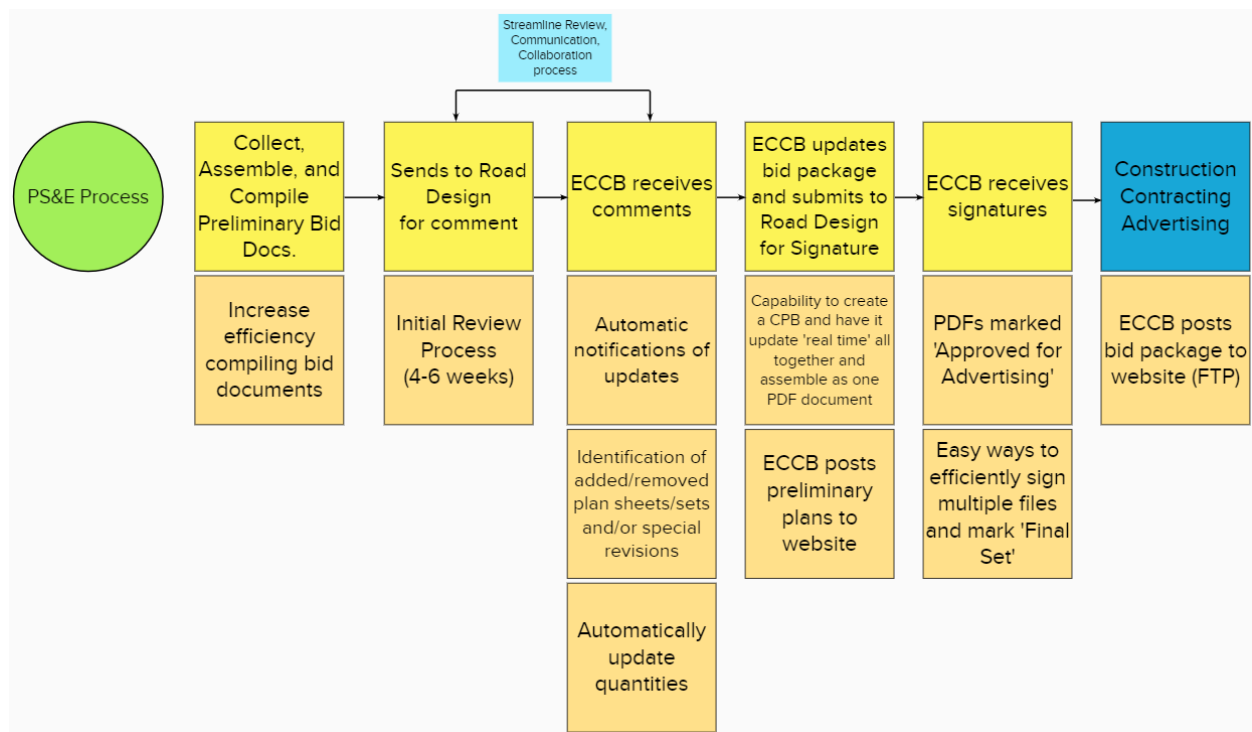 Streamline Review,
Communication,
Collaboration
process
PS&E Process
Collect,
Assemble, and
Compile
Preliminary Bid
Docs.
Sends to Road
Design
for comment
ECCB receives
comments
ECCB updates
bid package
and submits to
Road Design
for Signature
ECCB receives
signatures
Construction
Contracting
Advertising
Increase
efficiency
compiling bid
documents
Initial Review
Process
(4-6 weeks)
Automatic
notifications of
updates
Capability to create
a CPB and have it
update 'real time' all
together and
assemble as one
PDF document
PDFs marked
'Approved for
Advertising'
ECCB posts
bid package to
website (FTP)
Identification of
added/removed
plan sheets/sets
and/or special
revisions
ECCB posts
preliminary
plans to
website
Easy ways to
efficiently sign
multiple files
and mark 'Final
Set'
Automatically
update
quantities